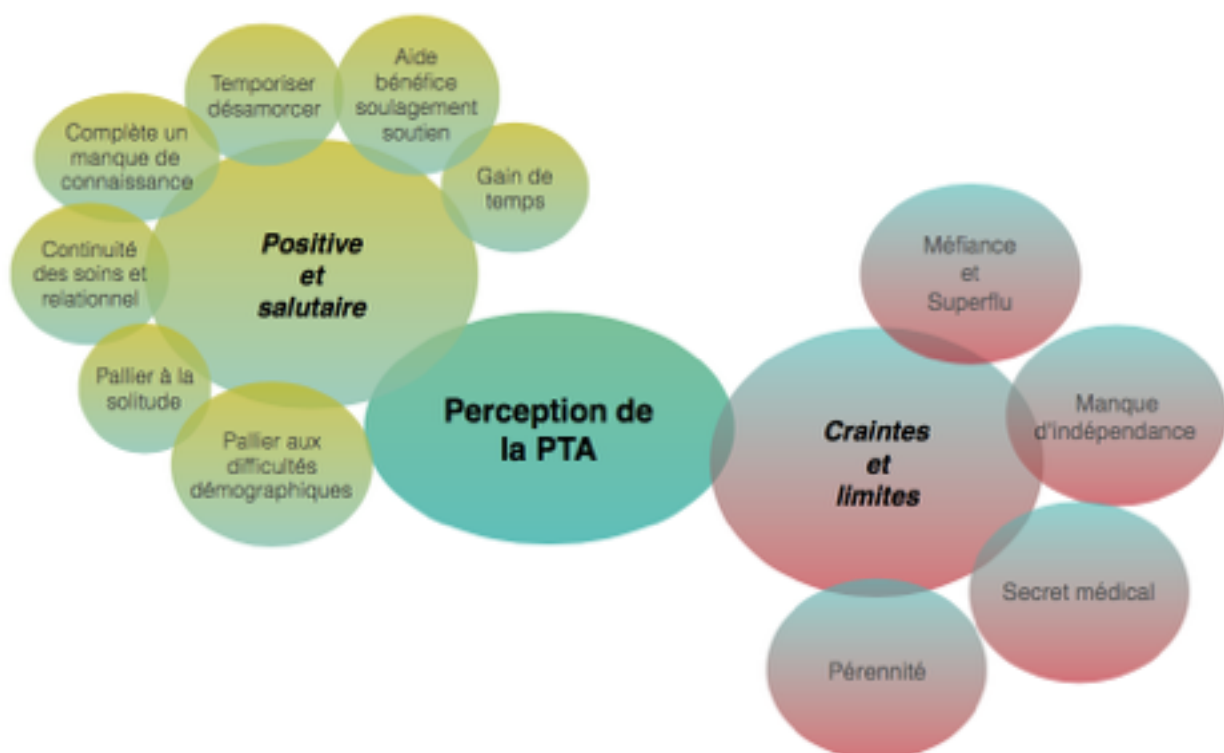 Aide
bénéfice
soulagement
soutien
Temporiser
désamorcer
Complète un
manque de
connaissance
Gain de
temps
Continuité
des soins et
relationnel
Positive
et
salutaire
Pallier à la
solitude
Pallier aux
difficultés
démographiques
Perception de
la PTA
Méfiance
et
Superflu
Manque
d'indépendance
Craintes
et
limites
Secret médical
Pérennité